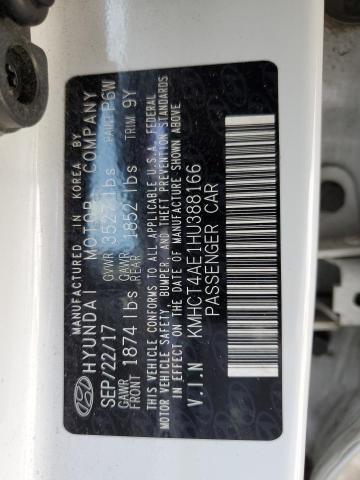 MANUFACTURED IN KOREA BY
HYUNDAI MOTOR COMPANY
SEP/22/17 GVWR 3527 lbs PAINT P6W
GAWR FRONT 1874 lbs GAWR REAR 1852 lbs TRIM 9Y
THIS VEHICLE CONFORMS TO ALL APPLICABLE U.S.A. FEDERAL
MOTOR VEHICLE SAFETY, BUMPER, AND THEFT PREVENTION STANDARDS
IN EFFECT ON THE DATE OF MANUFACTURE SHOWN ABOVE
V.I.N KMHCT4AE1HU388166
PASSENGER CAR